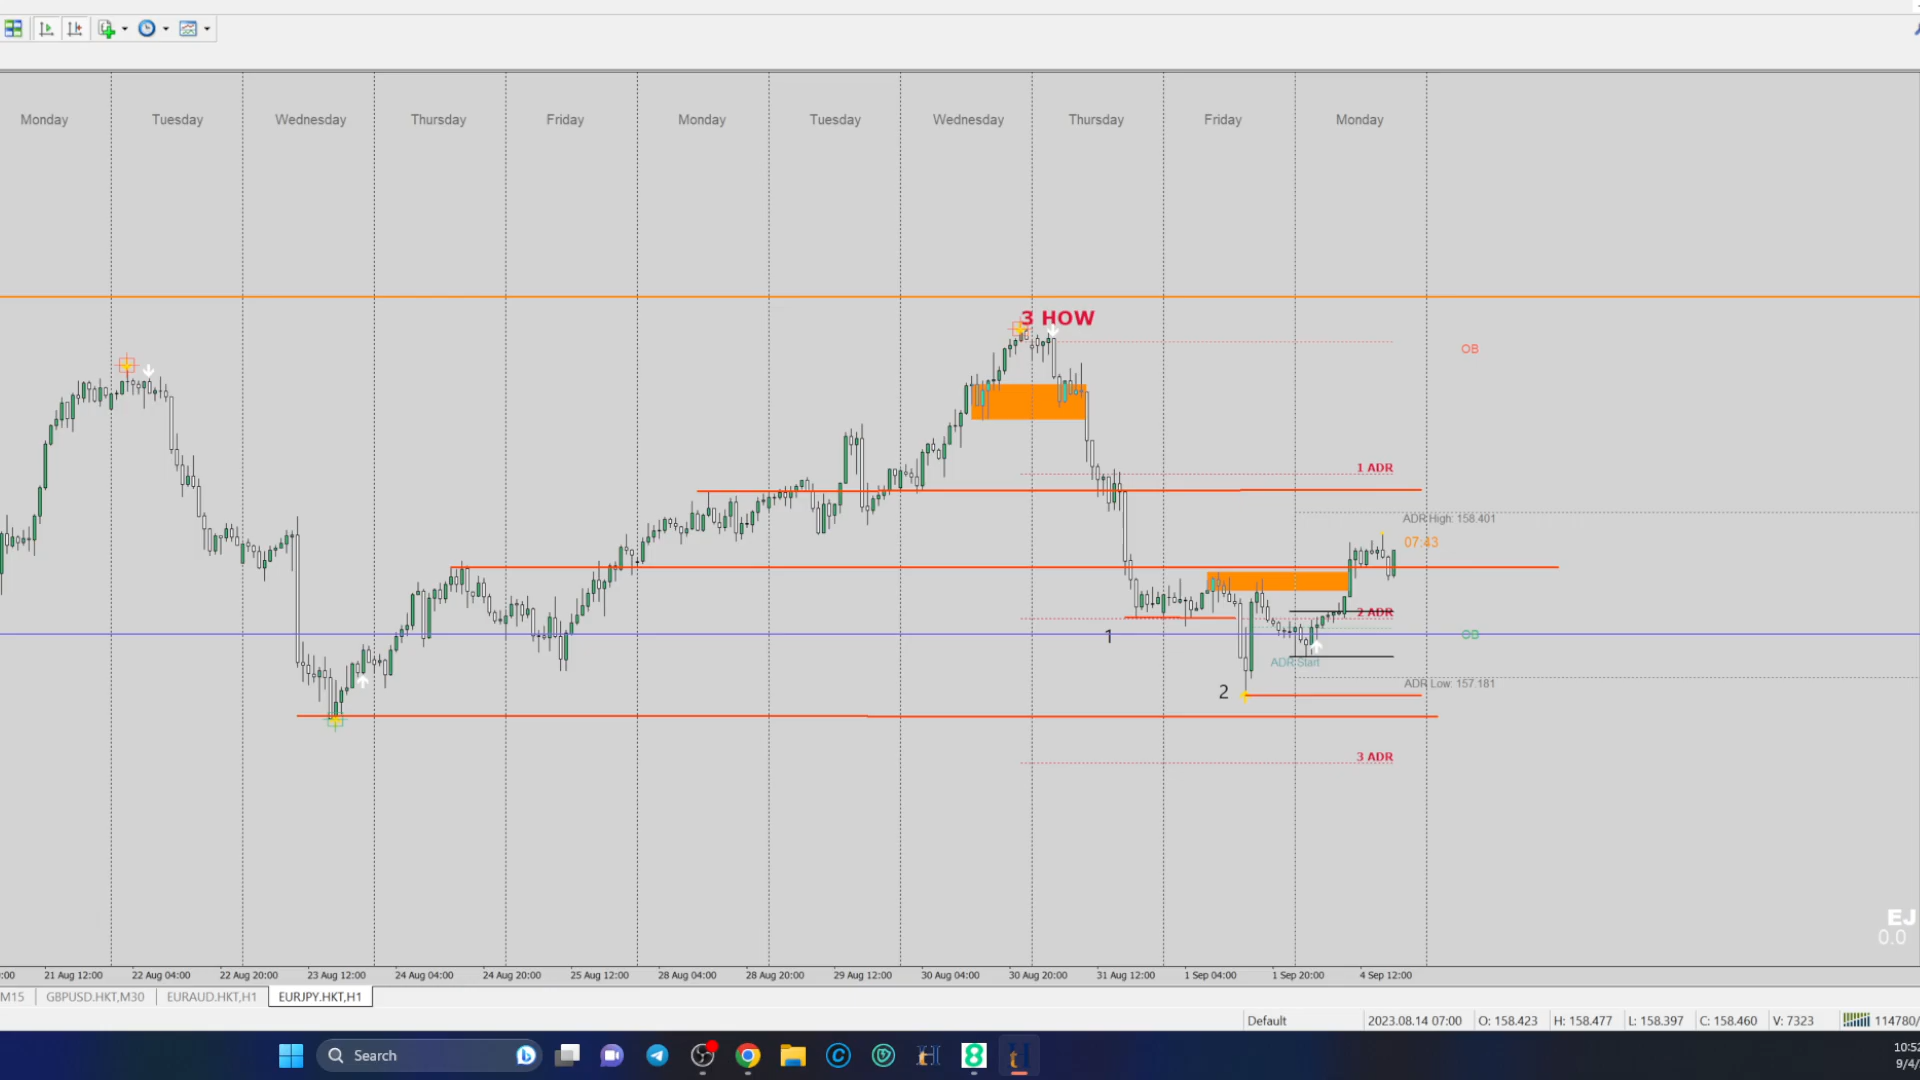 Monday Tuesday Wednesday Thursday Friday Monday Tuesday Wednesday Thursday Friday Monday
3 HOW
OB
1 ADR
ADR High: 158.401
07:43
2 ADR
1
OB
ADR Start
ADR Low: 157.181
2
3 ADR
EJ
0.0
:00 21 Aug 12:00 22 Aug 04:00 22 Aug 20:00 23 Aug 12:00 24 Aug 04:00 24 Aug 20:00 25 Aug 12:00 28 Aug 04:00 28 Aug 20:00 29 Aug 12:00 30 Aug 04:00 30 Aug 20:00 31 Aug 12:00 1 Sep 04:00 1 Sep 20:00 4 Sep 12:00
M15 GBPUSD.HKT,M30 EURAUD.HKT,H1 EURJPY.HKT,H1
Default 2023.08.14 07:00 O: 158.423 H: 158.477 L: 158.397 C: 158.460 V: 7323 114780/
Search
10:52
9/4/